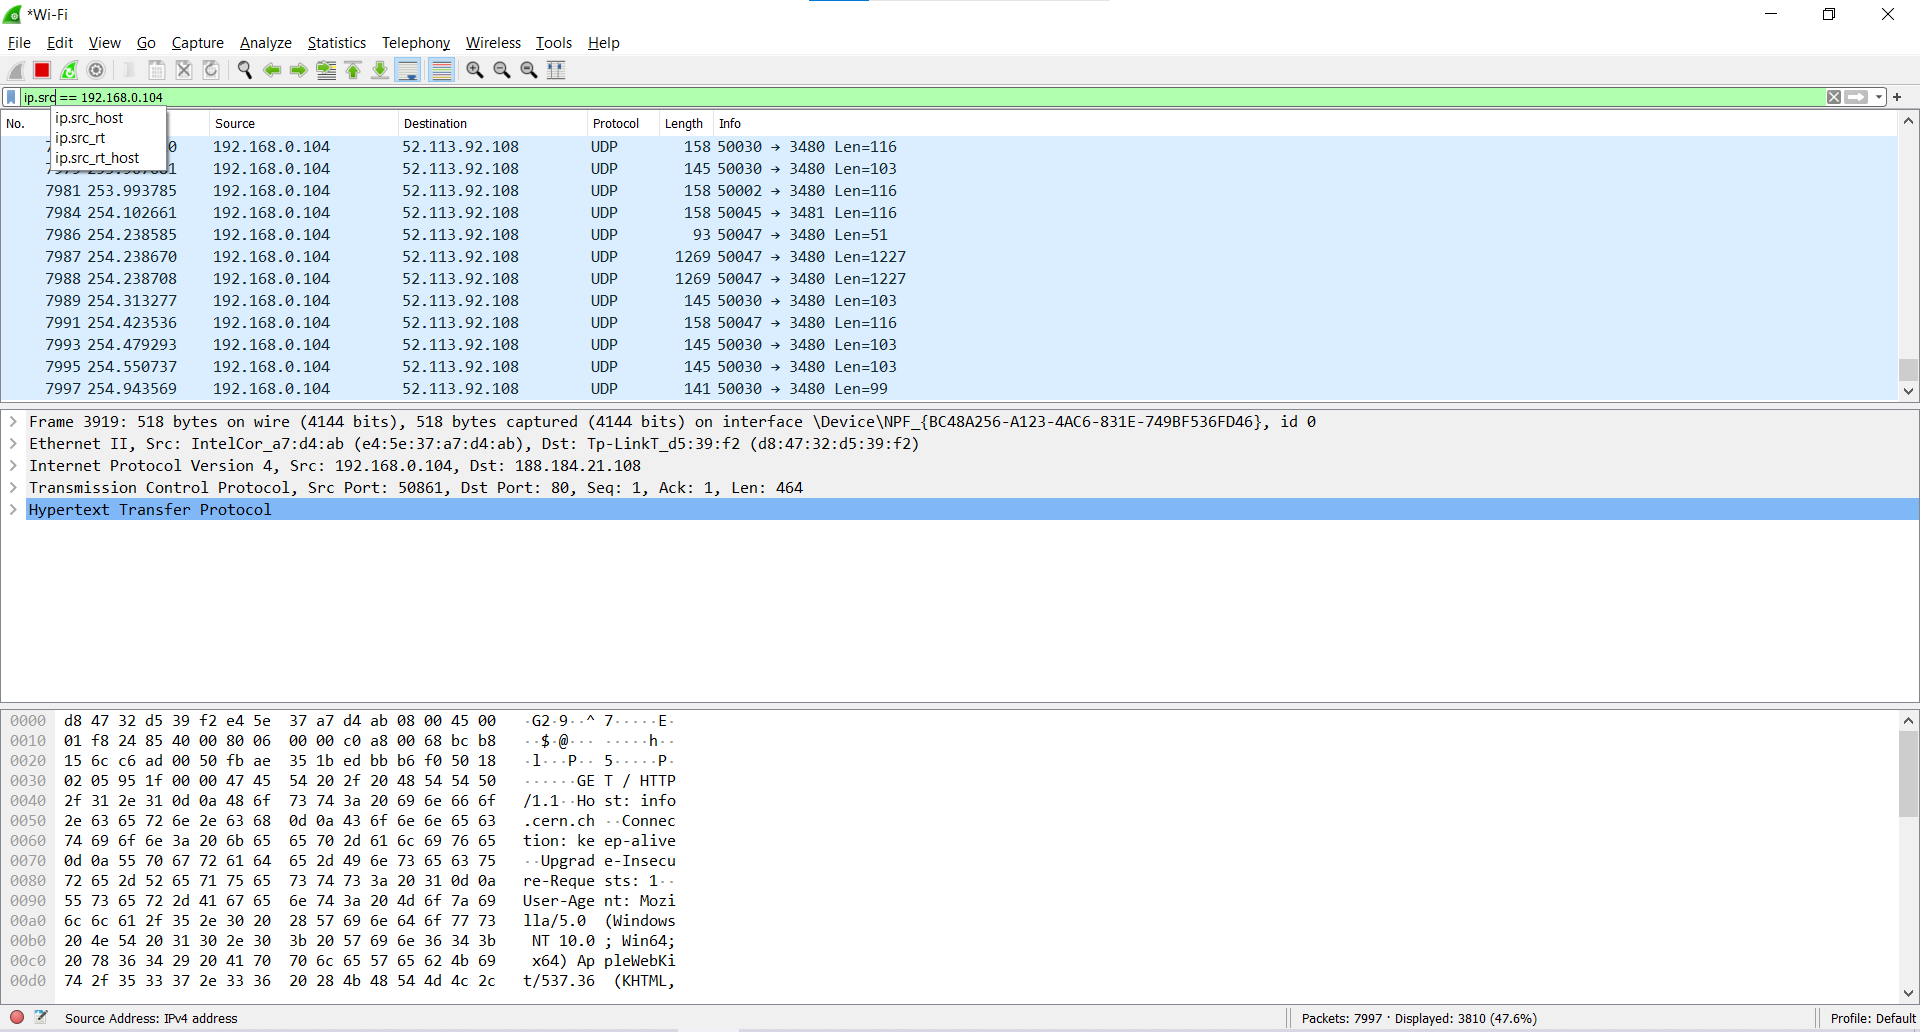 *Wi-Fi
File Edit View Go Capture Analyze Statistics Telephony Wireless Tools Help
ip.src == 192.168.0.104
ip.src_host
ip.src_rt
ip.src_rt_host
No. Source Destination Protocol Length Info
192.168.0.104 52.113.92.108 UDP 158 50030 → 3480 Len=116
192.168.0.104 52.113.92.108 UDP 145 50030 → 3480 Len=103
7981 253.993785 192.168.0.104 52.113.92.108 UDP 158 50002 → 3480 Len=116
7984 254.102661 192.168.0.104 52.113.92.108 UDP 158 50045 → 3481 Len=116
7986 254.238585 192.168.0.104 52.113.92.108 UDP 93 50047 → 3480 Len=51
7987 254.238670 192.168.0.104 52.113.92.108 UDP 1269 50047 → 3480 Len=1227
7988 254.238708 192.168.0.104 52.113.92.108 UDP 1269 50047 → 3480 Len=1227
7989 254.313277 192.168.0.104 52.113.92.108 UDP 145 50030 → 3480 Len=103
7991 254.423536 192.168.0.104 52.113.92.108 UDP 158 50047 → 3480 Len=116
7993 254.479293 192.168.0.104 52.113.92.108 UDP 145 50030 → 3480 Len=103
7995 254.550737 192.168.0.104 52.113.92.108 UDP 145 50030 → 3480 Len=103
7997 254.943569 192.168.0.104 52.113.92.108 UDP 141 50030 → 3480 Len=99
Frame 3919: 518 bytes on wire (4144 bits), 518 bytes captured (4144 bits) on interface \Device\NPF_{BC48A256-A123-4AC6-831E-749BF536FD46}, id 0
Ethernet II, Src: IntelCor_a7:d4:ab (e4:5e:37:a7:d4:ab), Dst: Tp-LinkT_d5:39:f2 (d8:47:32:d5:39:f2)
Internet Protocol Version 4, Src: 192.168.0.104, Dst: 188.184.21.108
Transmission Control Protocol, Src Port: 50861, Dst Port: 80, Seq: 1, Ack: 1, Len: 464
Hypertext Transfer Protocol
0000 d8 47 32 d5 39 f2 e4 5e 37 a7 d4 ab 08 00 45 00 ·G2·9··^ 7·····E·
0010 01 f8 24 85 40 00 80 06 00 00 c0 a8 00 68 bc b8 ··$·@··· ·····h··
0020 15 6c c6 ad 00 50 fb ae 35 1b ed bb b6 f0 50 18 ·l···P·· 5·····P·
0030 02 05 95 1f 00 00 47 45 54 20 2f 20 48 54 54 50 ······GE T / HTTP
0040 2f 31 2e 31 0d 0a 48 6f 73 74 3a 20 69 6e 66 6f /1.1··Ho st: info
0050 2e 63 65 72 6e 2e 63 68 0d 0a 43 6f 6e 6e 65 63 .cern.ch ··Connec
0060 74 69 6f 6e 3a 20 6b 65 65 70 2d 61 6c 69 76 65 tion: ke ep-alive
0070 0d 0a 55 70 67 72 61 64 65 2d 49 6e 73 65 63 75 ··Upgrad e-Insecu
0080 72 65 2d 52 65 71 75 65 73 74 73 3a 20 31 0d 0a re-Reque sts: 1··
0090 55 73 65 72 2d 41 67 65 6e 74 3a 20 4d 6f 7a 69 User-Age nt: Mozi
00a0 6c 6c 61 2f 35 2e 30 20 28 57 69 6e 64 6f 77 73 lla/5.0 (Windows
00b0 20 4e 54 20 31 30 2e 30 3b 20 57 69 6e 36 34 3b NT 10.0 ; Win64;
00c0 20 78 36 34 29 20 41 70 70 6c 65 57 65 62 4b 69 x64) Ap pleWebKi
00d0 74 2f 35 33 37 2e 33 36 20 28 4b 48 54 4d 4c 2c t/537.36 (KHTML,
Source Address: IPv4 address Packets: 7997 · Displayed: 3810 (47.6%) Profile: Default